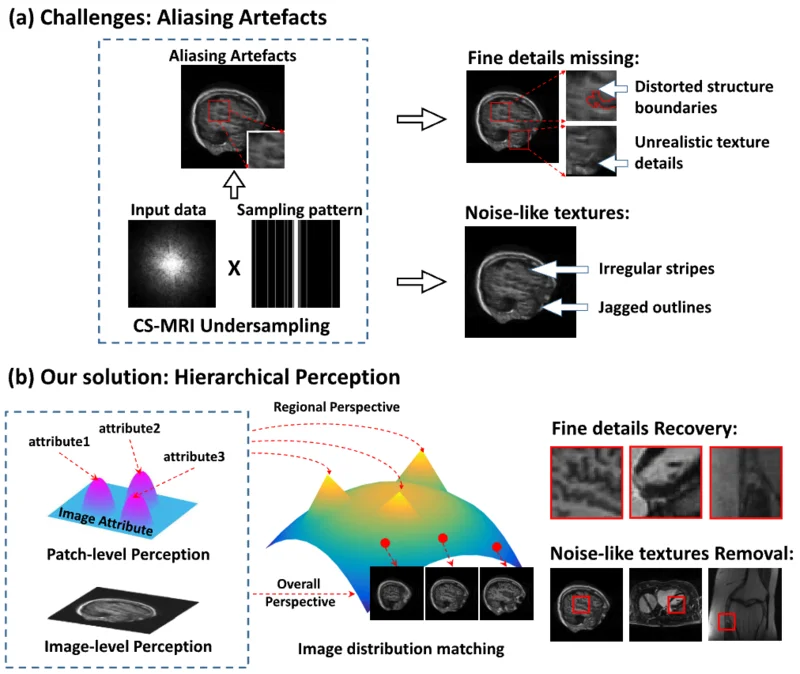 (a) Challenges: Aliasing Artefacts
Aliasing Artefacts
Input data
Sampling pattern
X
CS-MRI Undersampling
Fine details missing:
Distorted structure
boundaries
Unrealistic texture
details
Noise-like textures:
Irregular stripes
Jagged outlines
(b) Our solution: Hierarchical Perception
attribute1
attribute2
attribute3
Image Attribute
Patch-level Perception
Image-level Perception
Regional Perspective
Overall
Perspective
Image distribution matching
Fine details Recovery:
Noise-like textures Removal: